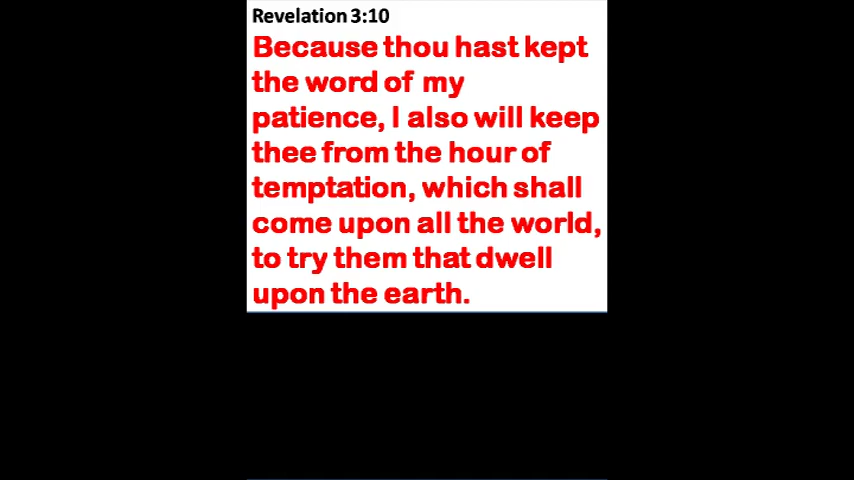 Revelation 3:10
Because thou hast kept
the word of my
patience, I also will keep
thee from the hour of
temptation, which shall
come upon all the world,
to try them that dwell
upon the earth.